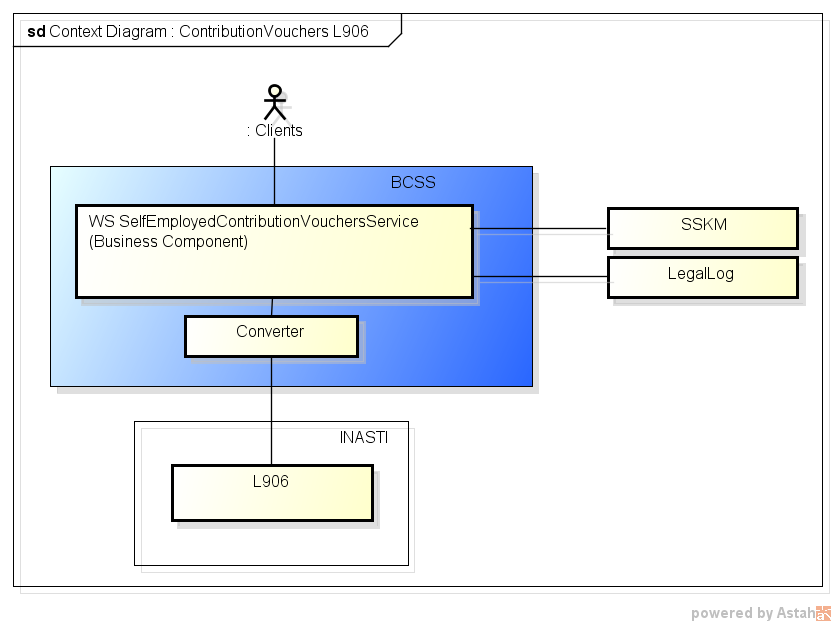 sd Context Diagram : ContributionVouchers L906
: Clients
BCSS
WS SelfEmployedContributionVouchersService
(Business Component)
SSKM
LegalLog
Converter
INASTI
L906
powered by Astah